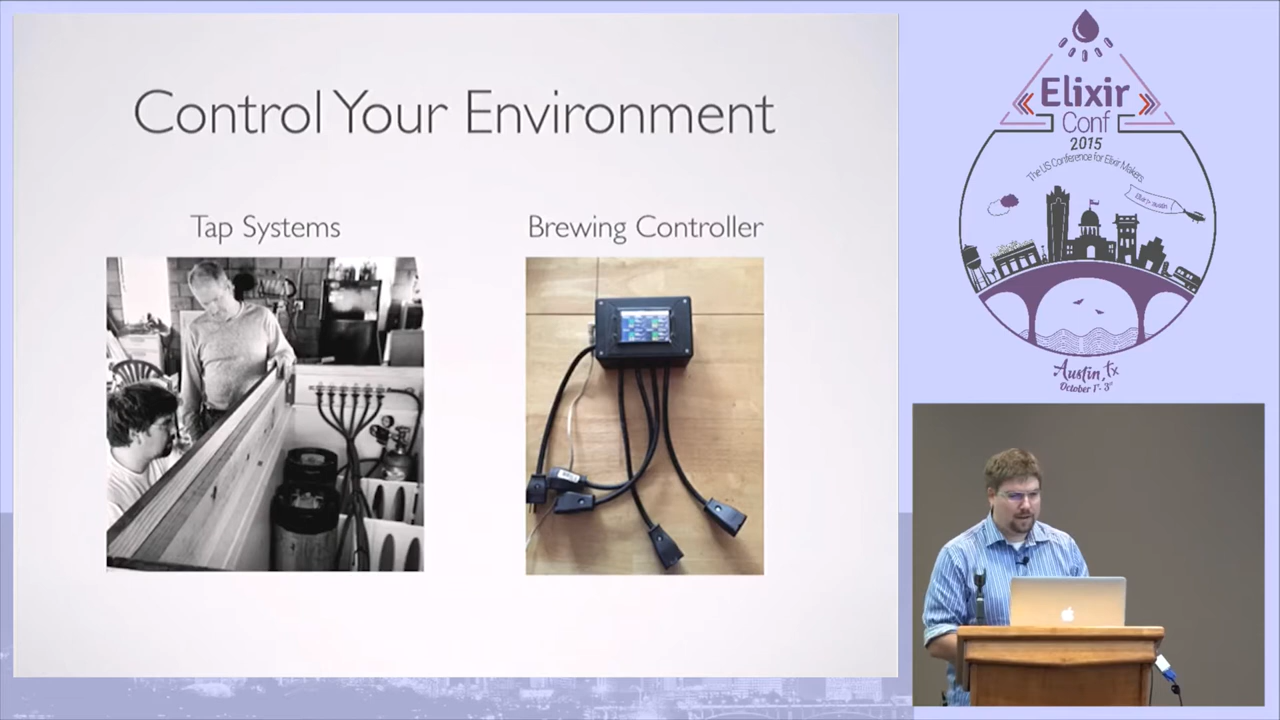 Control Your Environment
Tap Systems
Brewing Controller
Elixir
Conf
2015
The US Conference for Elixir Makers
Austin, tx
October 1st - 3rd